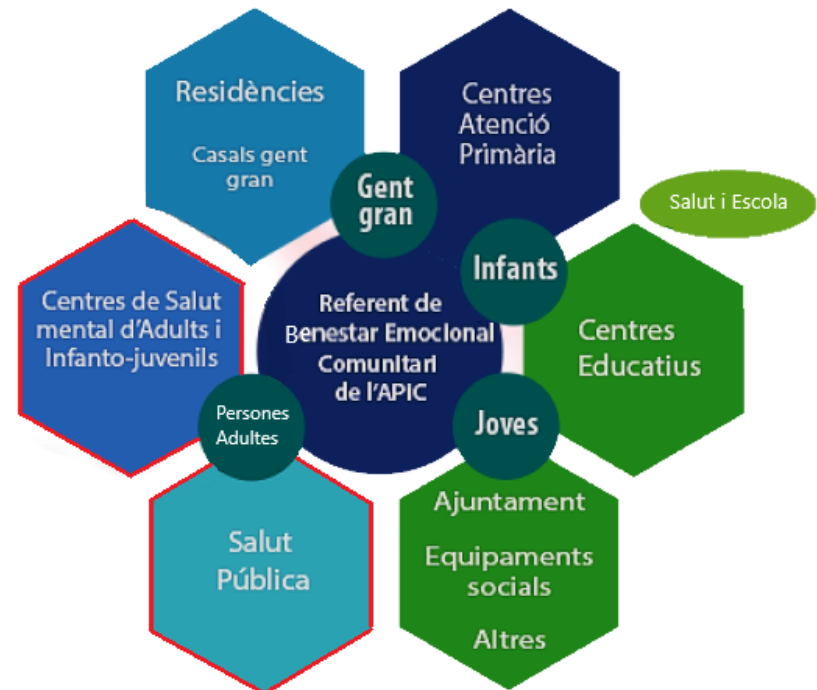 Residències
Casals gent
gran
Centres
Atenció
Primària
Gent
gran
Salut i Escola
Infants
Centres de Salut
mental d'Adults i
Infanto-juvenils
Referent de
Benestar Emocional
Comunitari
de l'APIC
Centres
Educatius
Persones
Adultes
Joves
Salut
Pública
Ajuntament
Equipaments
socials
Altres